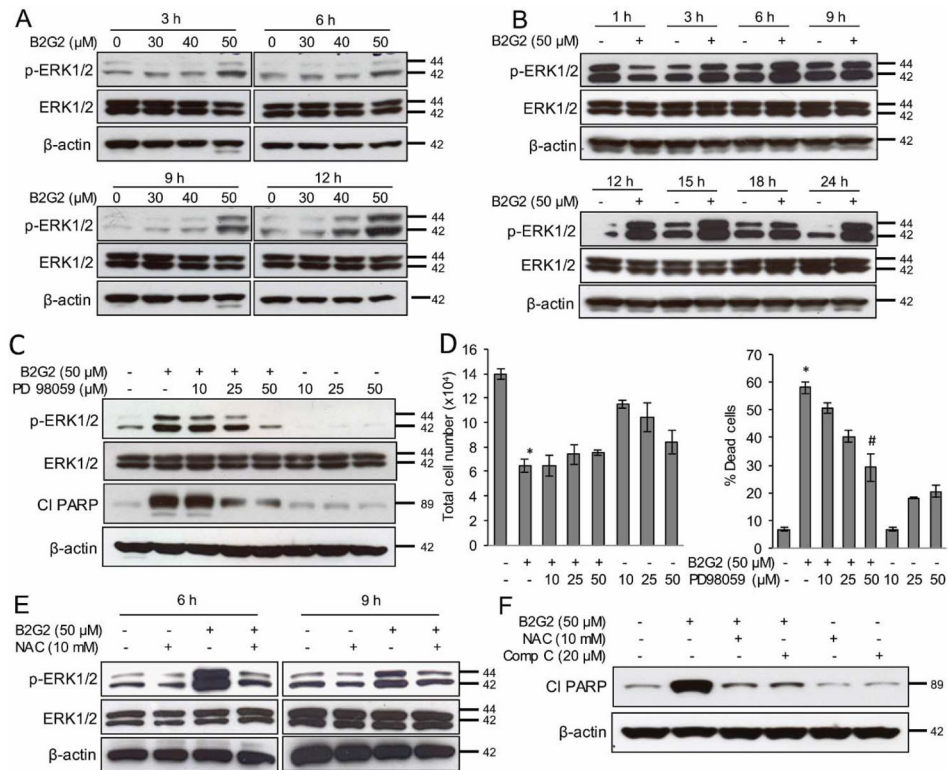 A
3 h 6 h
B2G2 (µM) 0 30 40 50 0 30 40 50
p-ERK1/2 44 42
ERK1/2 44 42
β-actin 42
9 h 12 h
B2G2 (µM) 0 30 40 50 0 30 40 50
p-ERK1/2 44 42
ERK1/2 44 42
β-actin 42
B
1 h 3 h 6 h 9 h
B2G2 (50 µM) - + - + - + - +
p-ERK1/2 44 42
ERK1/2 44 42
β-actin 42
12 h 15 h 18 h 24 h
B2G2 (50 µM) - + - + - + - +
p-ERK1/2 44 42
ERK1/2 44 42
β-actin 42
C
B2G2 (50 µM) - + + + + - - -
PD 98059 (µM) - - 10 25 50 10 25 50
p-ERK1/2 44 42
ERK1/2 44 42
Cl PARP 89
β-actin 42
D
Total cell number (x10⁴)
16
14
12
10
8
6
4
2
0
*
- + + + + - - -
- - 10 25 50 10 25 50
% Dead cells
70
60
50
40
30
20
10
0
* #
B2G2 (50 µM) - + + + + - - -
PD98059 (µM) - - 10 25 50 10 25 50
E
6 h 9 h
B2G2 (50 µM) - - + + - - + +
NAC (10 mM) - + - + - + - +
p-ERK1/2 44 42
ERK1/2 44 42
β-actin 42
F
B2G2 (50 µM) - + + + - -
NAC (10 mM) - - + - + -
Comp C (20 µM) - - - + - +
Cl PARP 89
β-actin 42